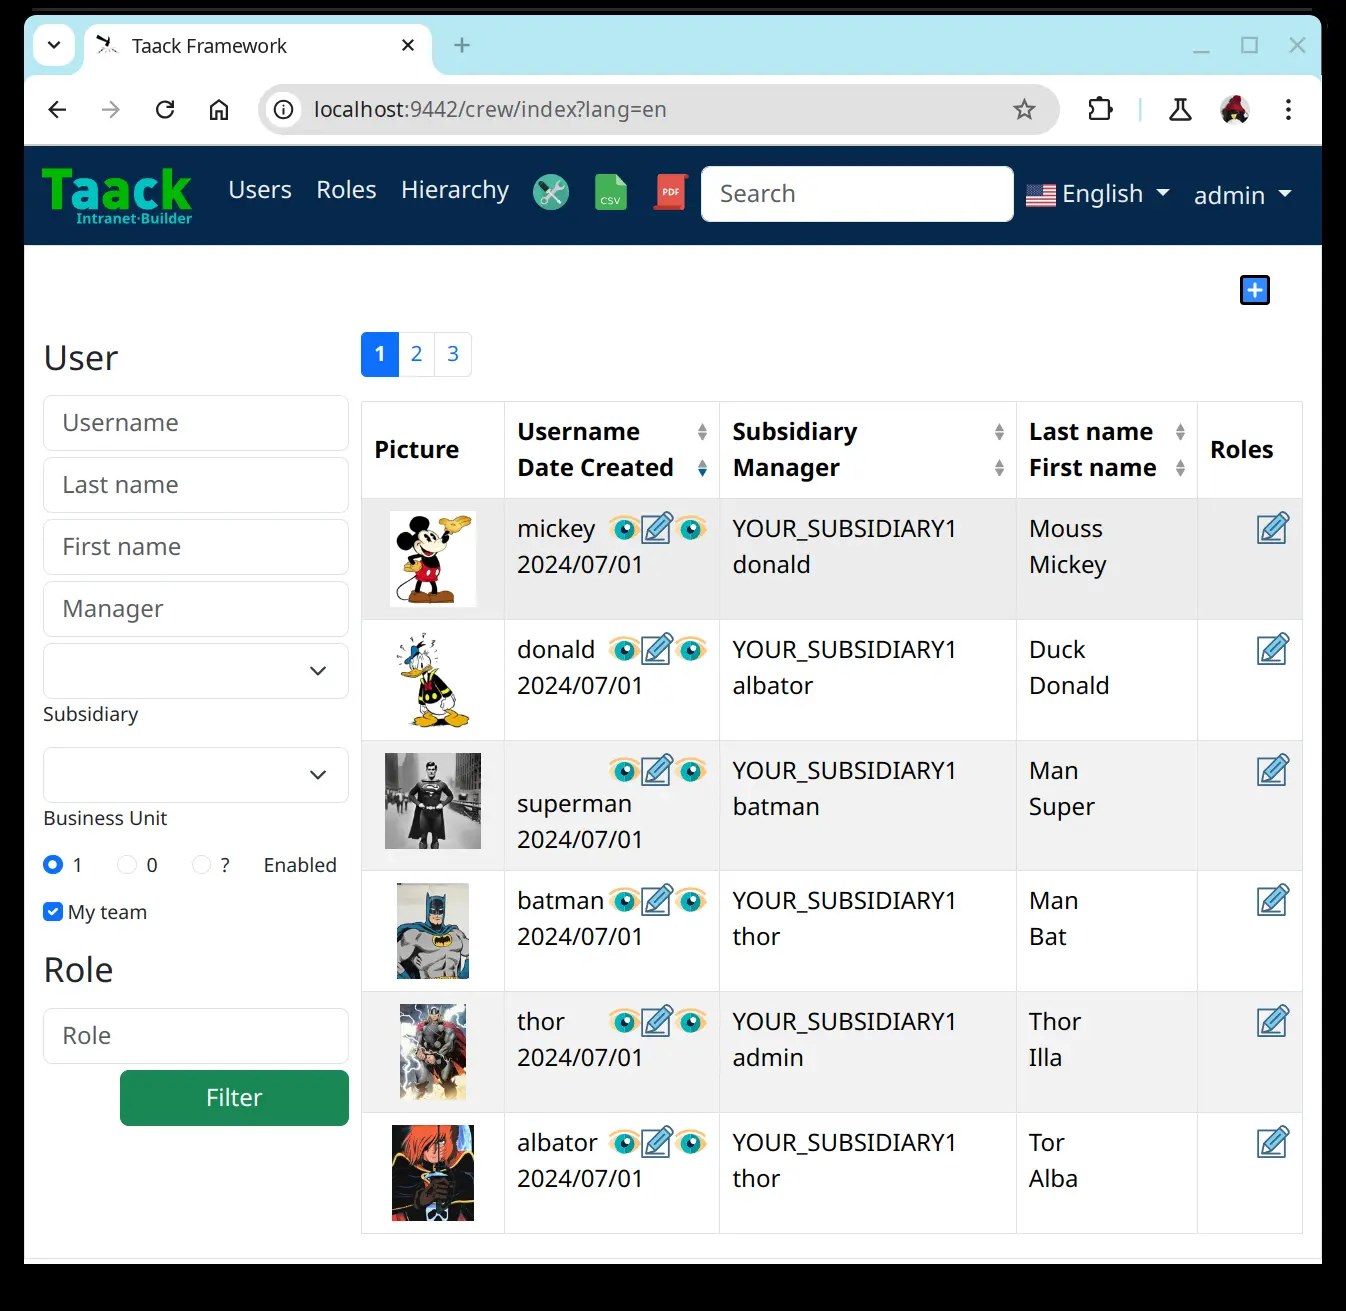 Taack Framework
localhost:9442/crew/index?lang=en
Taack
Intranet·Builder
Users Roles Hierarchy CSV PDF Search English admin
User
Username
Last name
First name
Manager
Subsidiary
Business Unit
1 0 ? Enabled
My team
Role
Role
Filter
1 2 3
Picture Username Subsidiary Last name Roles
Date Created Manager First name
mickey YOUR_SUBSIDIARY1 Mouss
2024/07/01 donald Mickey
donald YOUR_SUBSIDIARY1 Duck
2024/07/01 albator Donald
YOUR_SUBSIDIARY1 Man
superman batman Super
2024/07/01
batman YOUR_SUBSIDIARY1 Man
2024/07/01 thor Bat
thor YOUR_SUBSIDIARY1 Thor
2024/07/01 admin Illa
albator YOUR_SUBSIDIARY1 Tor
2024/07/01 thor Alba